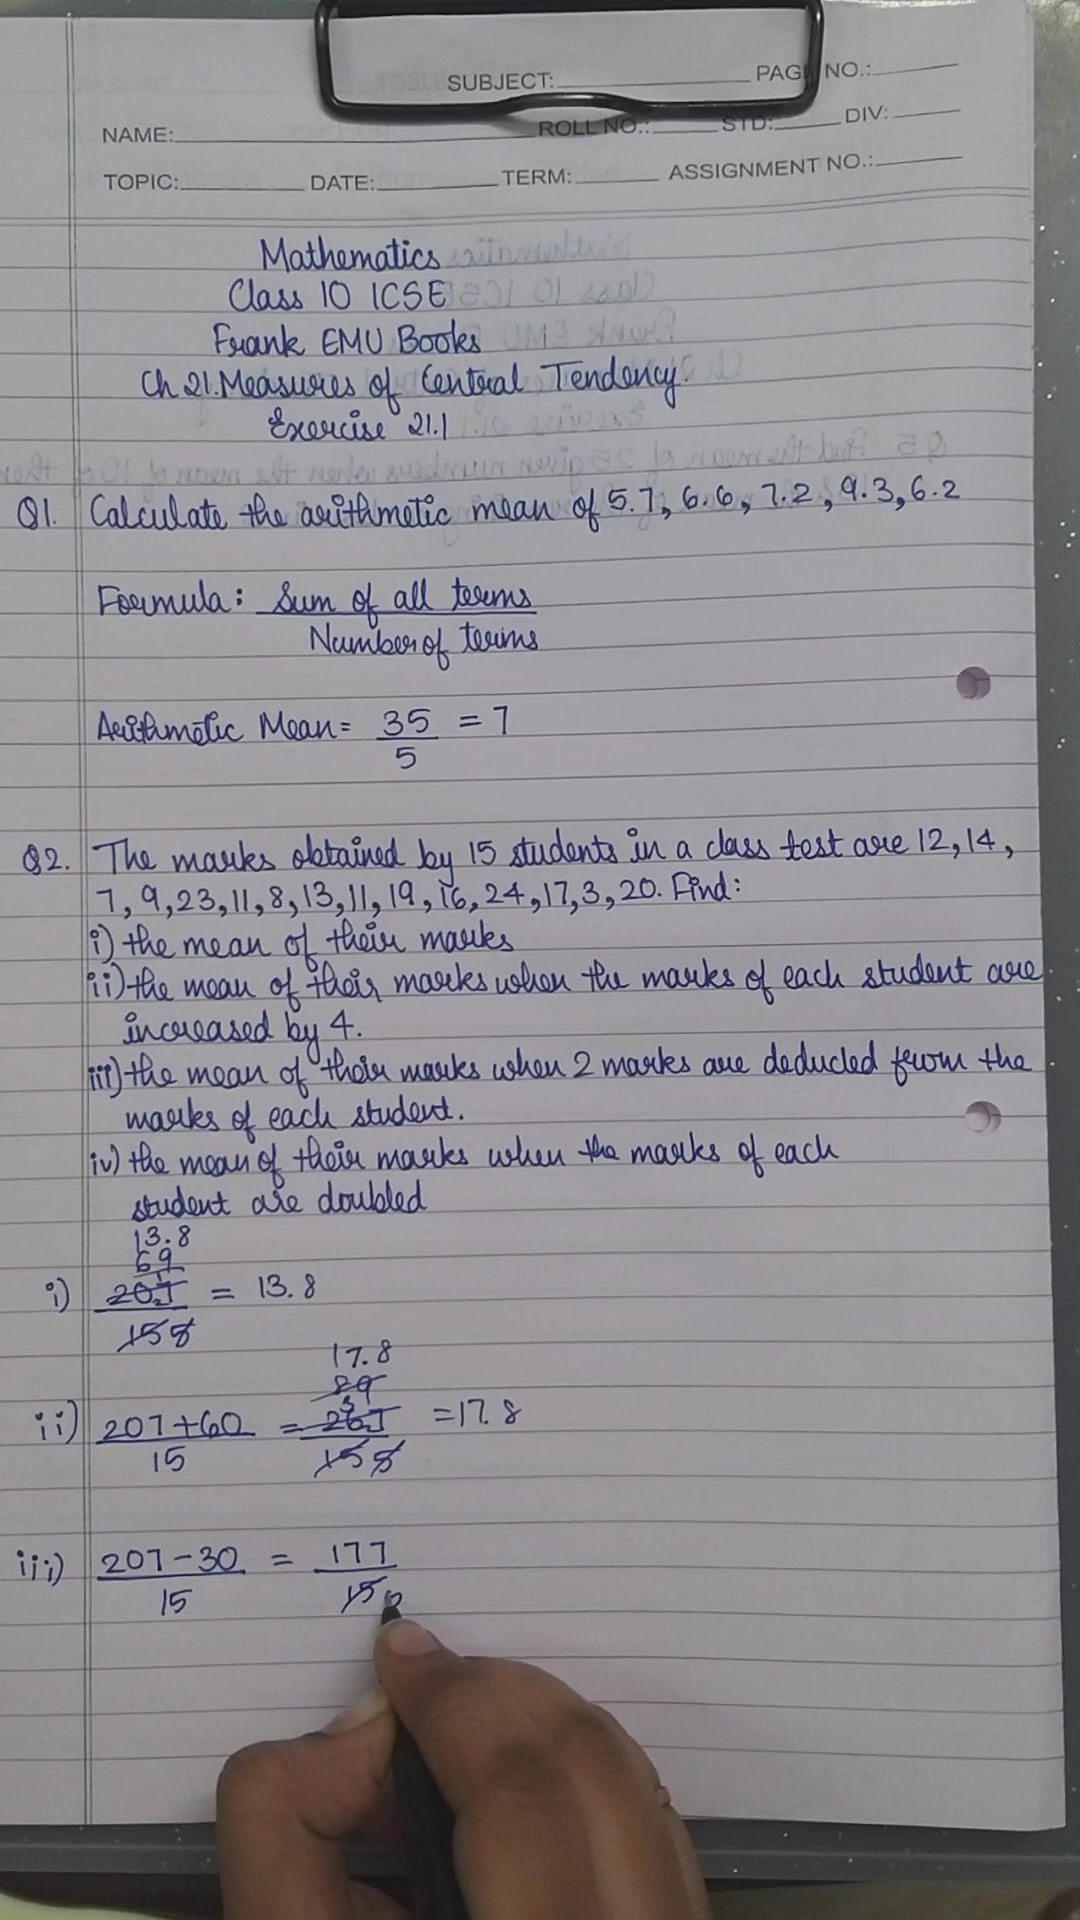 SUBJECT:
PAGE NO.:
NAME:
ROLL NO.:
STD:
DIV:
TOPIC:
DATE:
TERM:
ASSIGNMENT NO.:
Mathematics
Class 10 ICSE
Frank EMU Books
Ch 21. Measures of Central Tendency.
Exercise 21.1
Q1. Calculate the arithmetic mean of 5.7, 6.6, 7.2, 9.3, 6.2
Formula: Sum of all terms
Number of terms
Arithmetic Mean = 35 = 7
5
Q2. The marks obtained by 15 students in a class test are 12, 14,
7, 9, 23, 11, 8, 13, 11, 19, 16, 24, 17, 3, 20. Find:
i) the mean of their marks
ii) the mean of their marks when the marks of each student are
increased by 4.
iii) the mean of their marks when 2 marks are deducted from the
marks of each student.
iv) the mean of their marks when the marks of each
student are doubled
13.8
69
i) 207 = 13.8
15 5
17.8
89
ii) 207+60 = 267 = 17.8
15 15 5
iii) 207-30 = 177
15 15